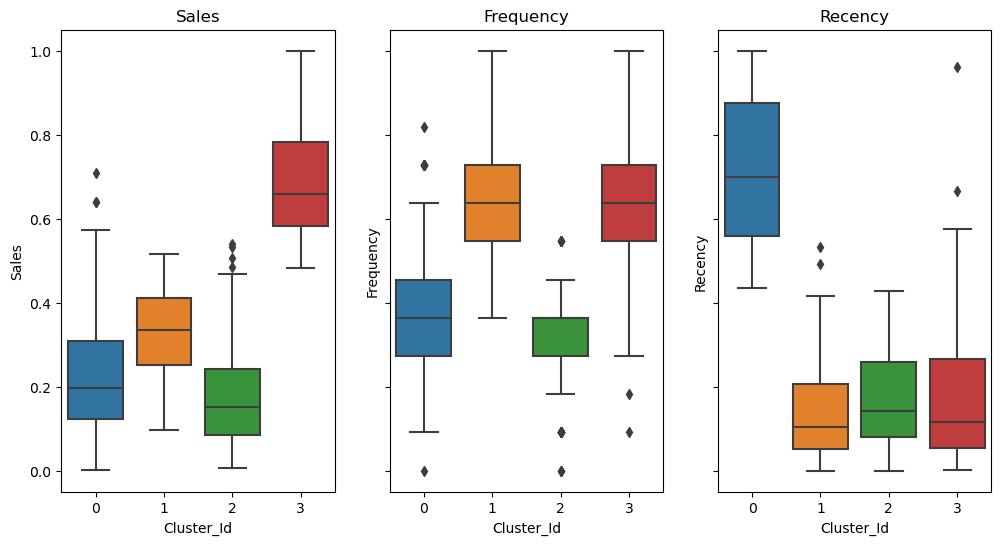 Sales
Frequency
Recency
Sales
1.0
0.8
0.6
0.4
0.2
0.0
0 1 2 3
Cluster_Id
Frequency
0 1 2 3
Cluster_Id
Recency
0 1 2 3
Cluster_Id